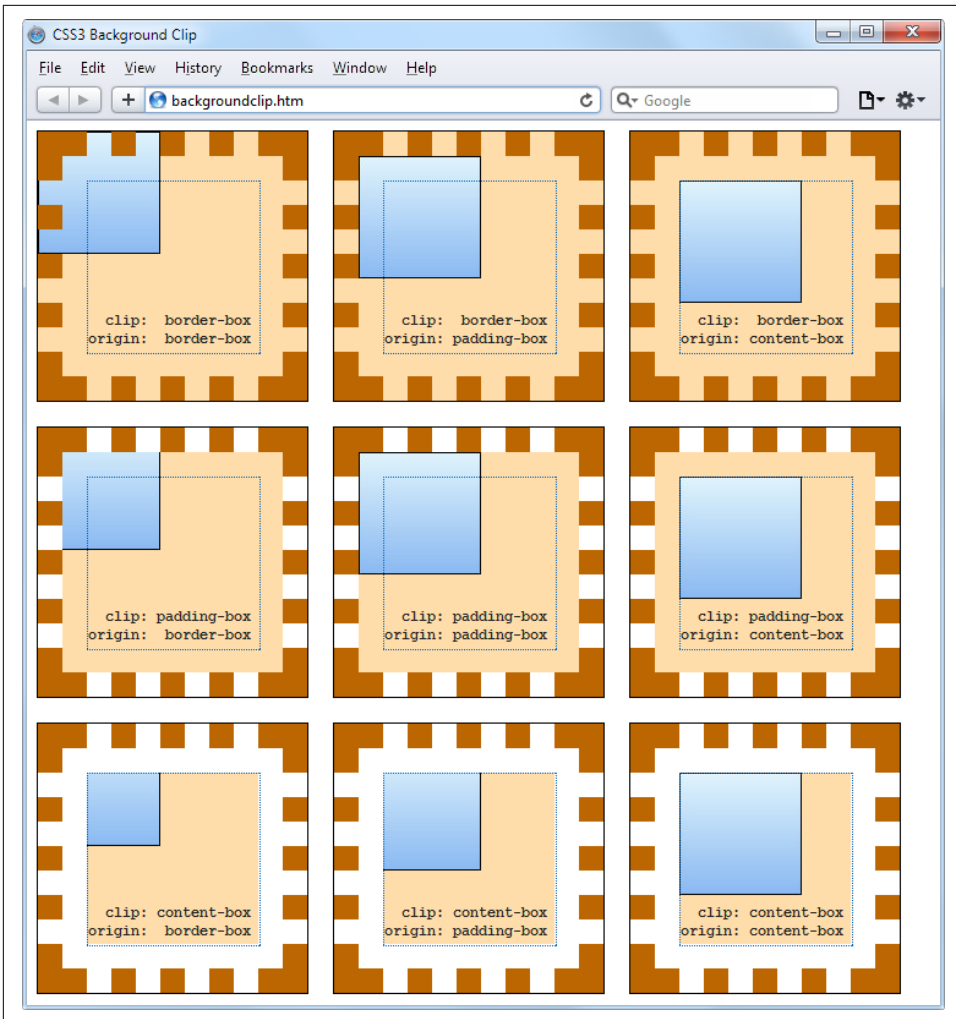 CSS3 Background Clip
File Edit View History Bookmarks Window Help
backgroundclip.htm Google
clip: border-box
origin: border-box
clip: border-box
origin: padding-box
clip: border-box
origin: content-box
clip: padding-box
origin: border-box
clip: padding-box
origin: padding-box
clip: padding-box
origin: content-box
clip: content-box
origin: border-box
clip: content-box
origin: padding-box
clip: content-box
origin: content-box